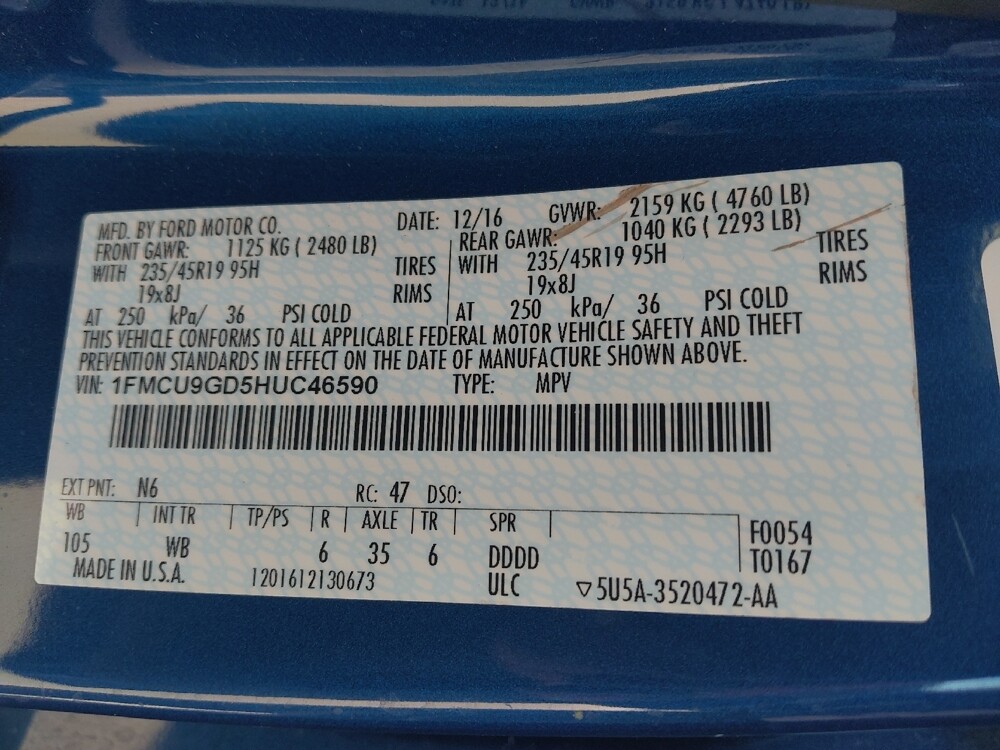 MFD. BY FORD MOTOR CO. DATE: 12/16 GVWR: 2159 KG ( 4760 LB)
FRONT GAWR: 1125 KG ( 2480 LB) REAR GAWR: 1040 KG ( 2293 LB)
WITH 235/45R19 95H TIRES WITH 235/45R19 95H TIRES
19x8J RIMS 19x8J RIMS
AT 250 kPa/ 36 PSI COLD AT 250 kPa/ 36 PSI COLD
THIS VEHICLE CONFORMS TO ALL APPLICABLE FEDERAL MOTOR VEHICLE SAFETY AND THEFT
PREVENTION STANDARDS IN EFFECT ON THE DATE OF MANUFACTURE SHOWN ABOVE.
VIN: 1FMCU9GD5HUC46590 TYPE: MPV
EXT PNT: N6 RC: 47 DSO:
WB INT TR TP/PS R AXLE TR SPR F0054
105 WB 6 35 6 DDDD T0167
MADE IN U.S.A. 1201612130673 ULC ▽5U5A-3520472-AA